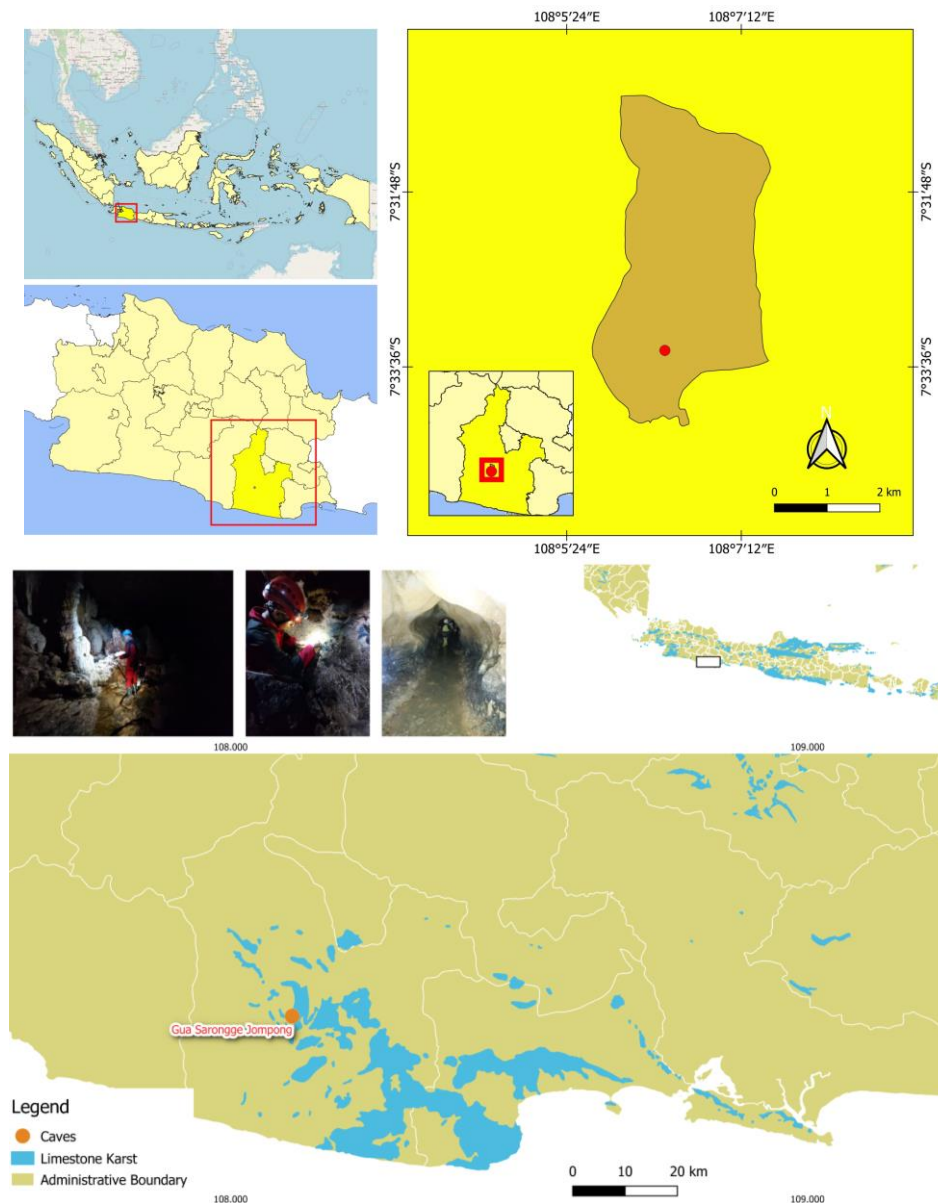 108°5'24"E 108°7'12"E
7°31'48"S
7°33'36"S
N
0 1 2 km
108°5'24"E 108°7'12"E
7°31'48"S
7°33'36"S
108.000 109.000
Gua Sarongge Jompong
Legend
Caves
Limestone Karst
Administrative Boundary
0 10 20 km
108.000 109.000